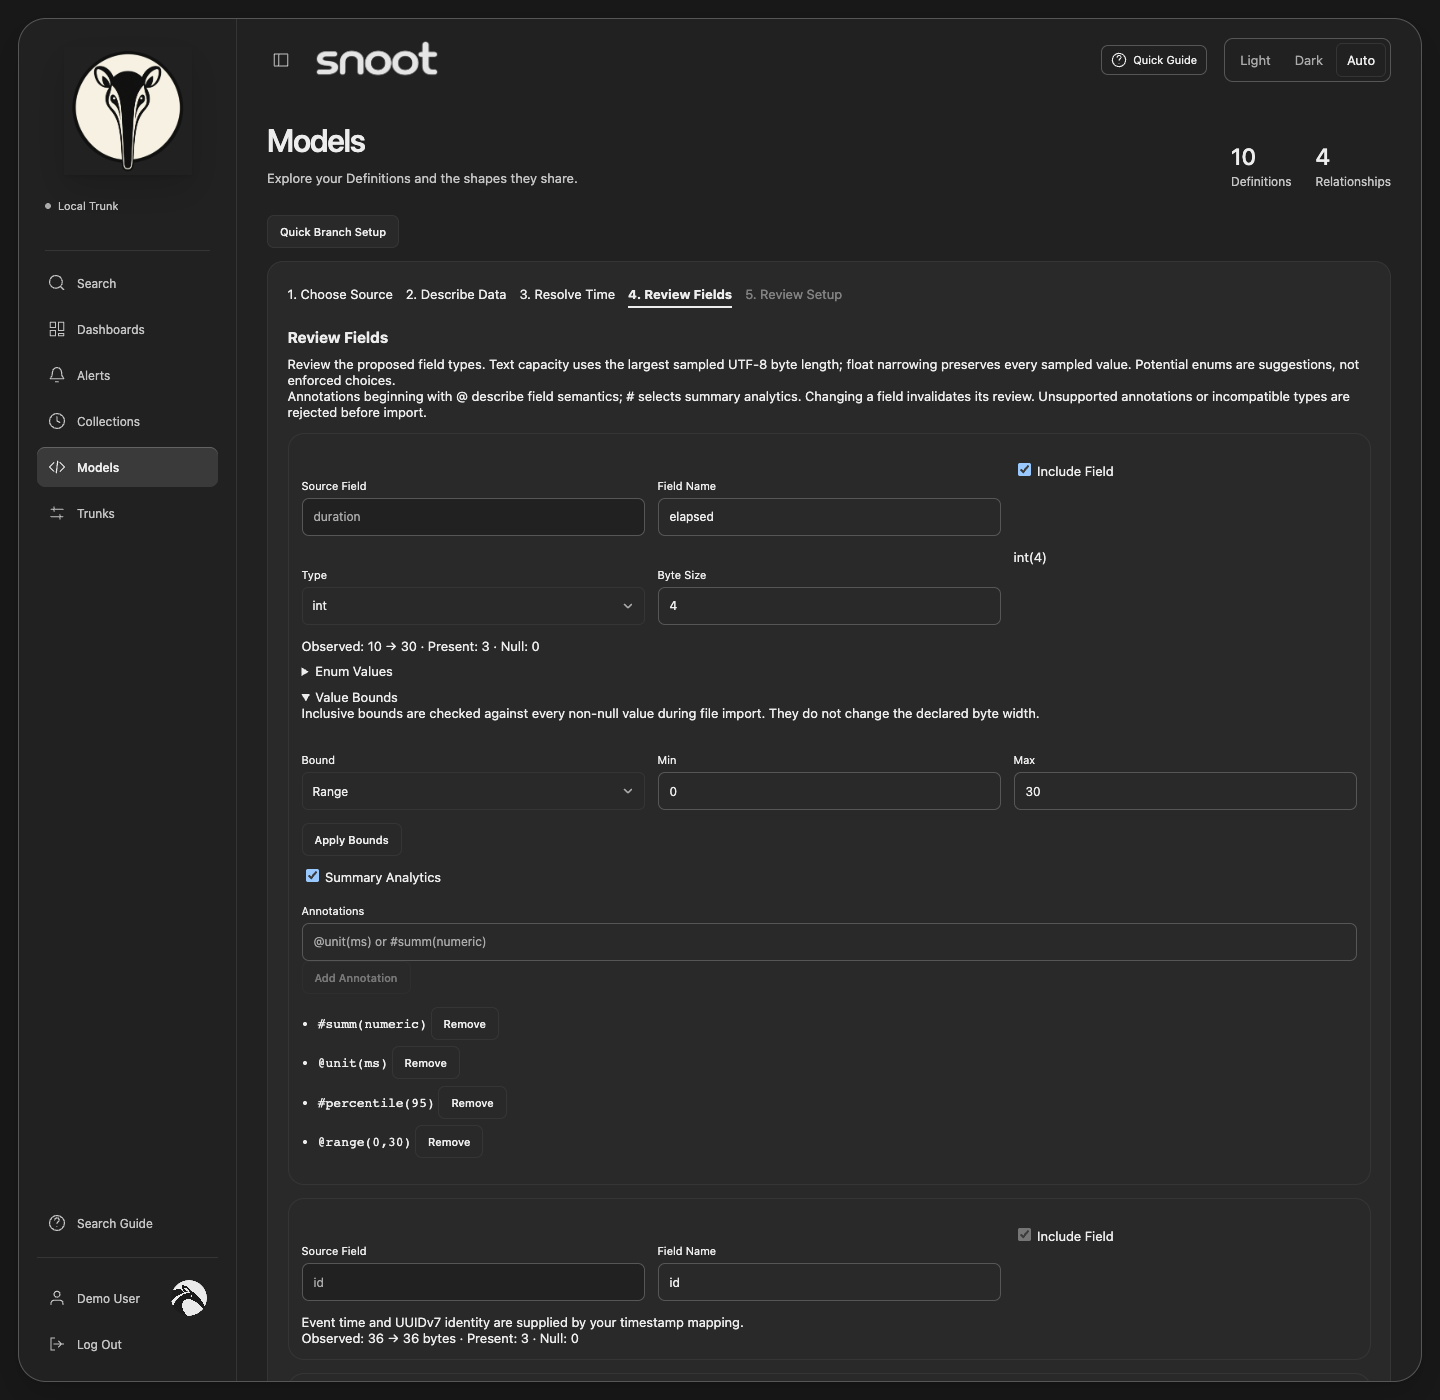 snoot
Quick Guide
Light Dark Auto
Local Trunk
Search
Dashboards
Alerts
Collections
Models
Trunks
Search Guide
Demo User
Log Out
Models
Explore your Definitions and the shapes they share.
10
Definitions
4
Relationships
Quick Branch Setup
1. Choose Source 2. Describe Data 3. Resolve Time 4. Review Fields 5. Review Setup
Review Fields
Review the proposed field types. Text capacity uses the largest sampled UTF-8 byte length; float narrowing preserves every sampled value. Potential enums are suggestions, not
enforced choices.
Annotations beginning with @ describe field semantics; # selects summary analytics. Changing a field invalidates its review. Unsupported annotations or incompatible types are
rejected before import.
Include Field
Source Field
duration
Field Name
elapsed
int(4)
Type
int
Byte Size
4
Observed: 10 → 30 · Present: 3 · Null: 0
Enum Values
Value Bounds
Inclusive bounds are checked against every non-null value during file import. They do not change the declared byte width.
Bound
Range
Min
0
Max
30
Apply Bounds
Summary Analytics
Annotations
@unit(ms) or #summ(numeric)
Add Annotation
• #summ(numeric) Remove
• @unit(ms) Remove
• #percentile(95) Remove
• @range(0,30) Remove
Include Field
Source Field
id
Field Name
id
Event time and UUIDv7 identity are supplied by your timestamp mapping.
Observed: 36 → 36 bytes · Present: 3 · Null: 0